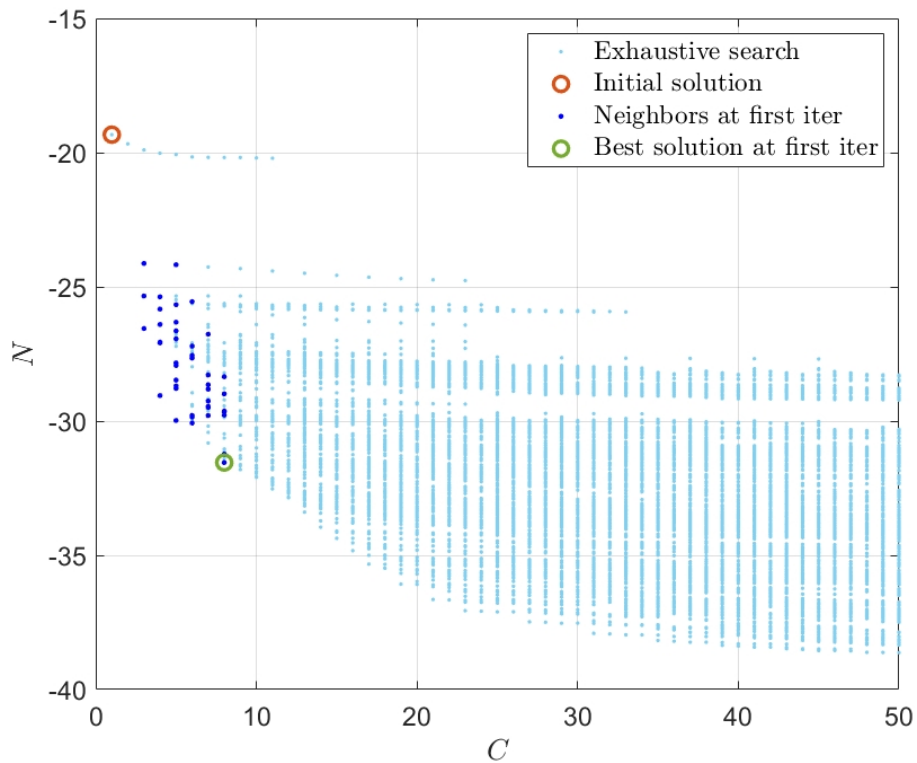 -15
-20
-25
-30
-35
-40
N
0
10
20
30
40
50
C
Exhaustive search
Initial solution
Neighbors at first iter
Best solution at first iter